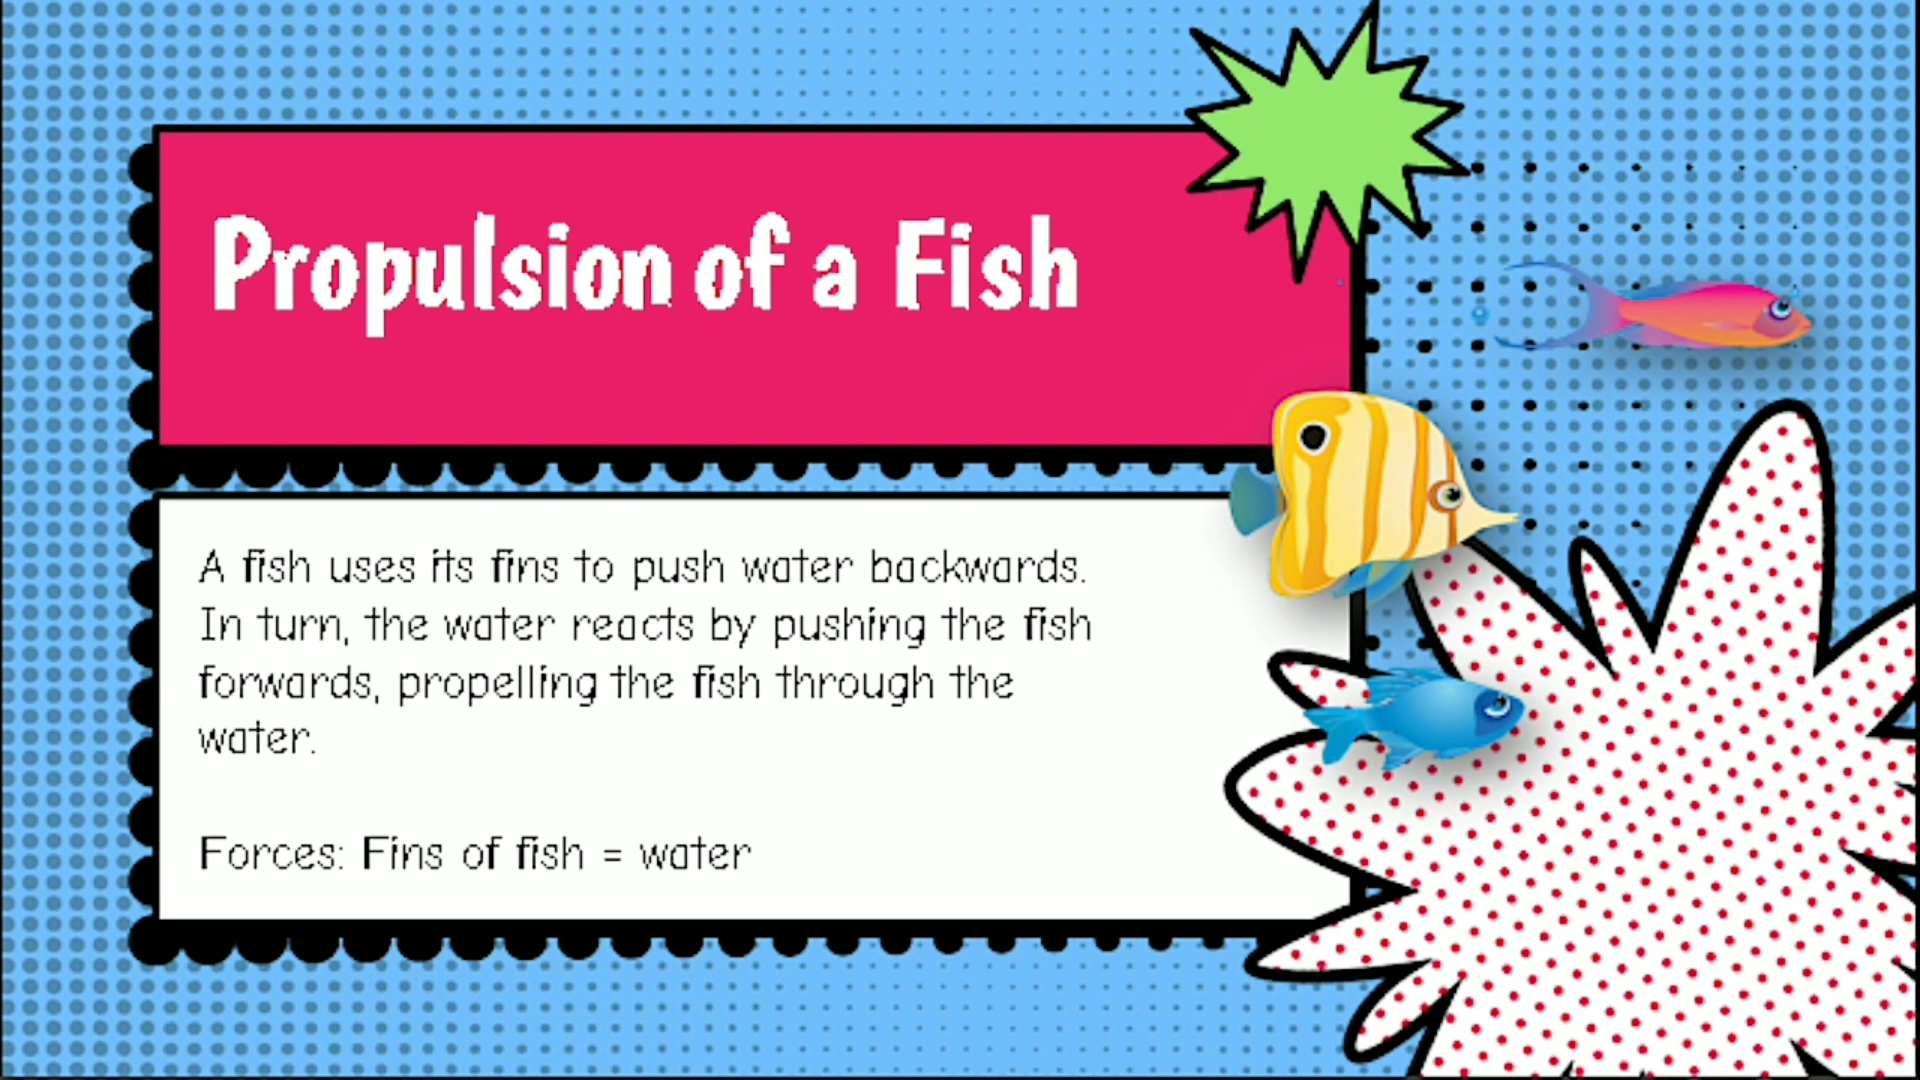 Propulsion of a Fish
A fish uses its fins to push water backwards.
In turn, the water reacts by pushing the fish
forwards, propelling the fish through the
water.
Forces: Fins of fish = water